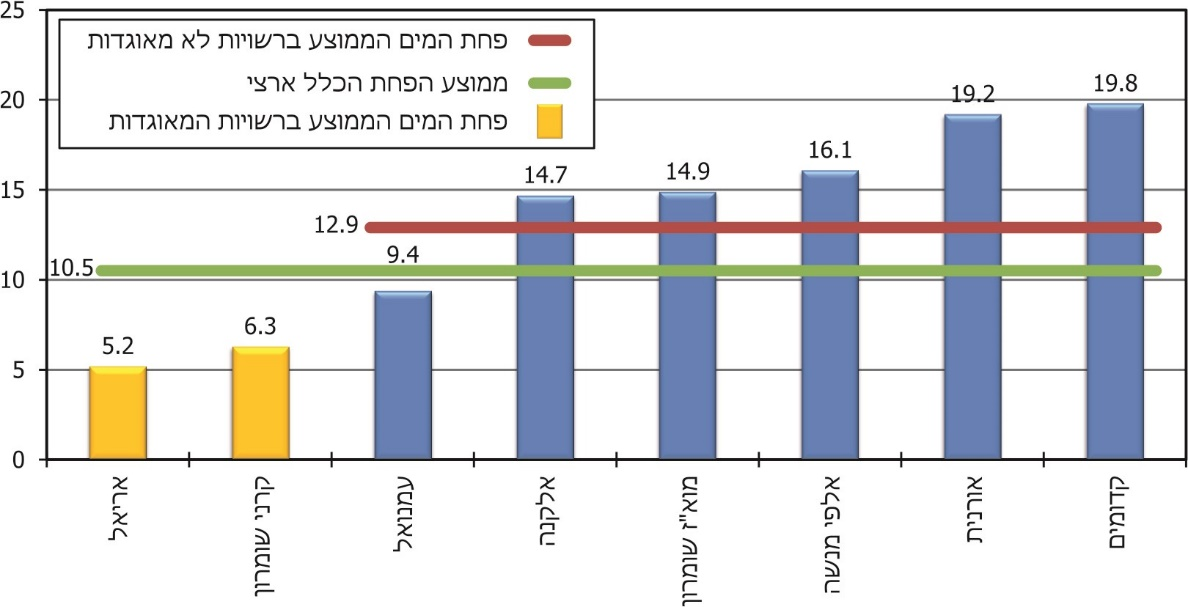 25
20
15
10
5
0
פחת המים הממוצע ברשויות לא מאוגדות
ממוצע הפחת הכלל ארצי
פחת המים הממוצע ברשויות המאוגדות
10.5
12.9
5.2
6.3
9.4
14.7
14.9
16.1
19.2
19.8
אריאל
קרני שומרון
עמנואל
אלקנה
מוא"ז שומרון
אלפי מנשה
אורנית
קדומים